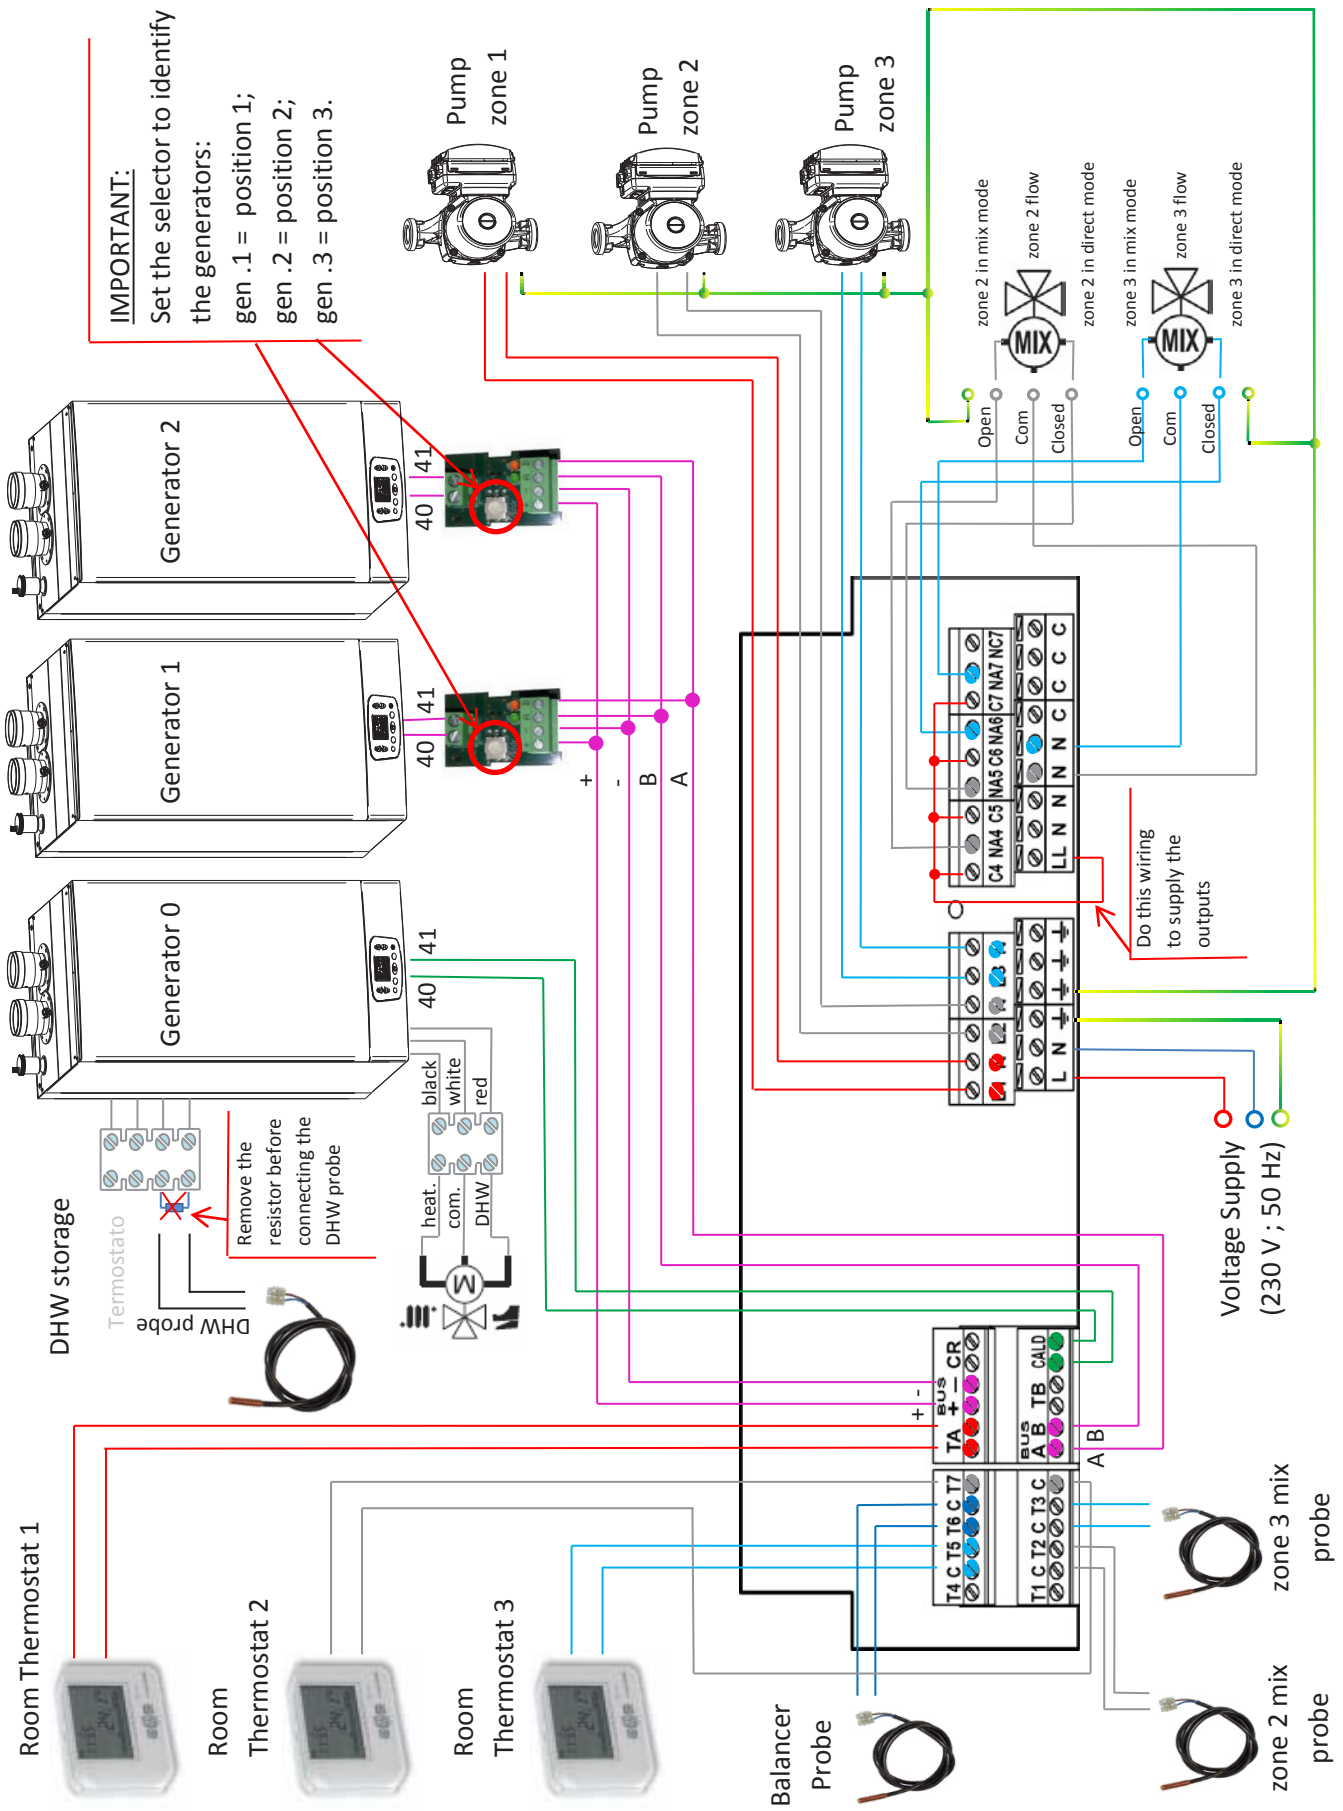 IMPORTANT:
Set the selector to identify
the generators:
gen .1 = position 1;
gen .2 = position 2;
gen .3 = position 3.
Generator 0
Generator 1
Generator 2
40
41
40
41
40
41
DHW storage
Termostato
DHW probe
Remove the
resistor before
connecting the
DHW probe
black
white
red
heat.
com.
DHW
M
+
-
B
A
Pump
zone 1
Pump
zone 2
Pump
zone 3
Room Thermostat 1
Room
Thermostat 2
Room
Thermostat 3
Balancer
Probe
zone 2 mix
probe
zone 3 mix
probe
T4 C T5 T6 C T7
T1 C T2 C T3 C
+ -
TA
BUS
+ – CR
BUS
A B TB CALD
A B
L2
L N
C4 NA4 C5 NA5 C6 NA6 C7 NA7 NC7
LL N N N N C C C
Do this wiring
to supply the
outputs
Voltage Supply
(230 V ; 50 Hz)
Open
Com
Closed
MIX
zone 2 in mix mode
zone 2 flow
zone 2 in direct mode
Open
Com
Closed
MIX
zone 3 in mix mode
zone 3 flow
zone 3 in direct mode